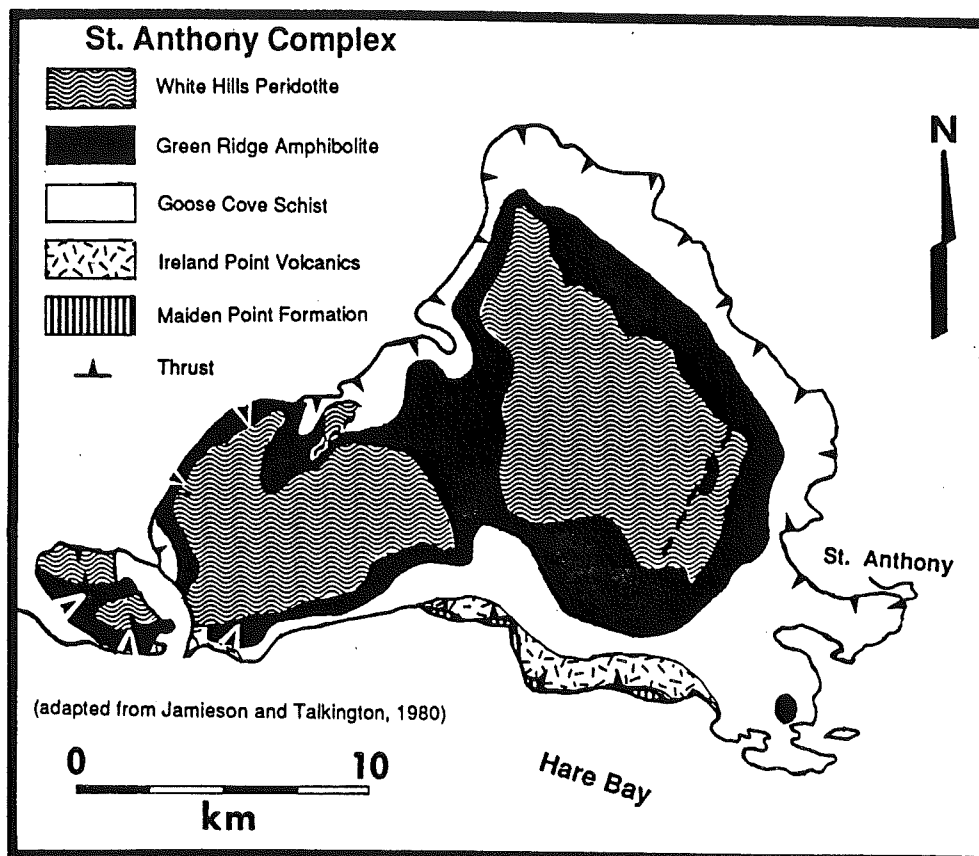 St. Anthony Complex
White Hills Peridotite
Green Ridge Amphibolite
Goose Cove Schist
Ireland Point Volcanics
Maiden Point Formation
Thrust
N
St. Anthony
(adapted from Jamieson and Talkington, 1980)
0 10
km
Hare Bay